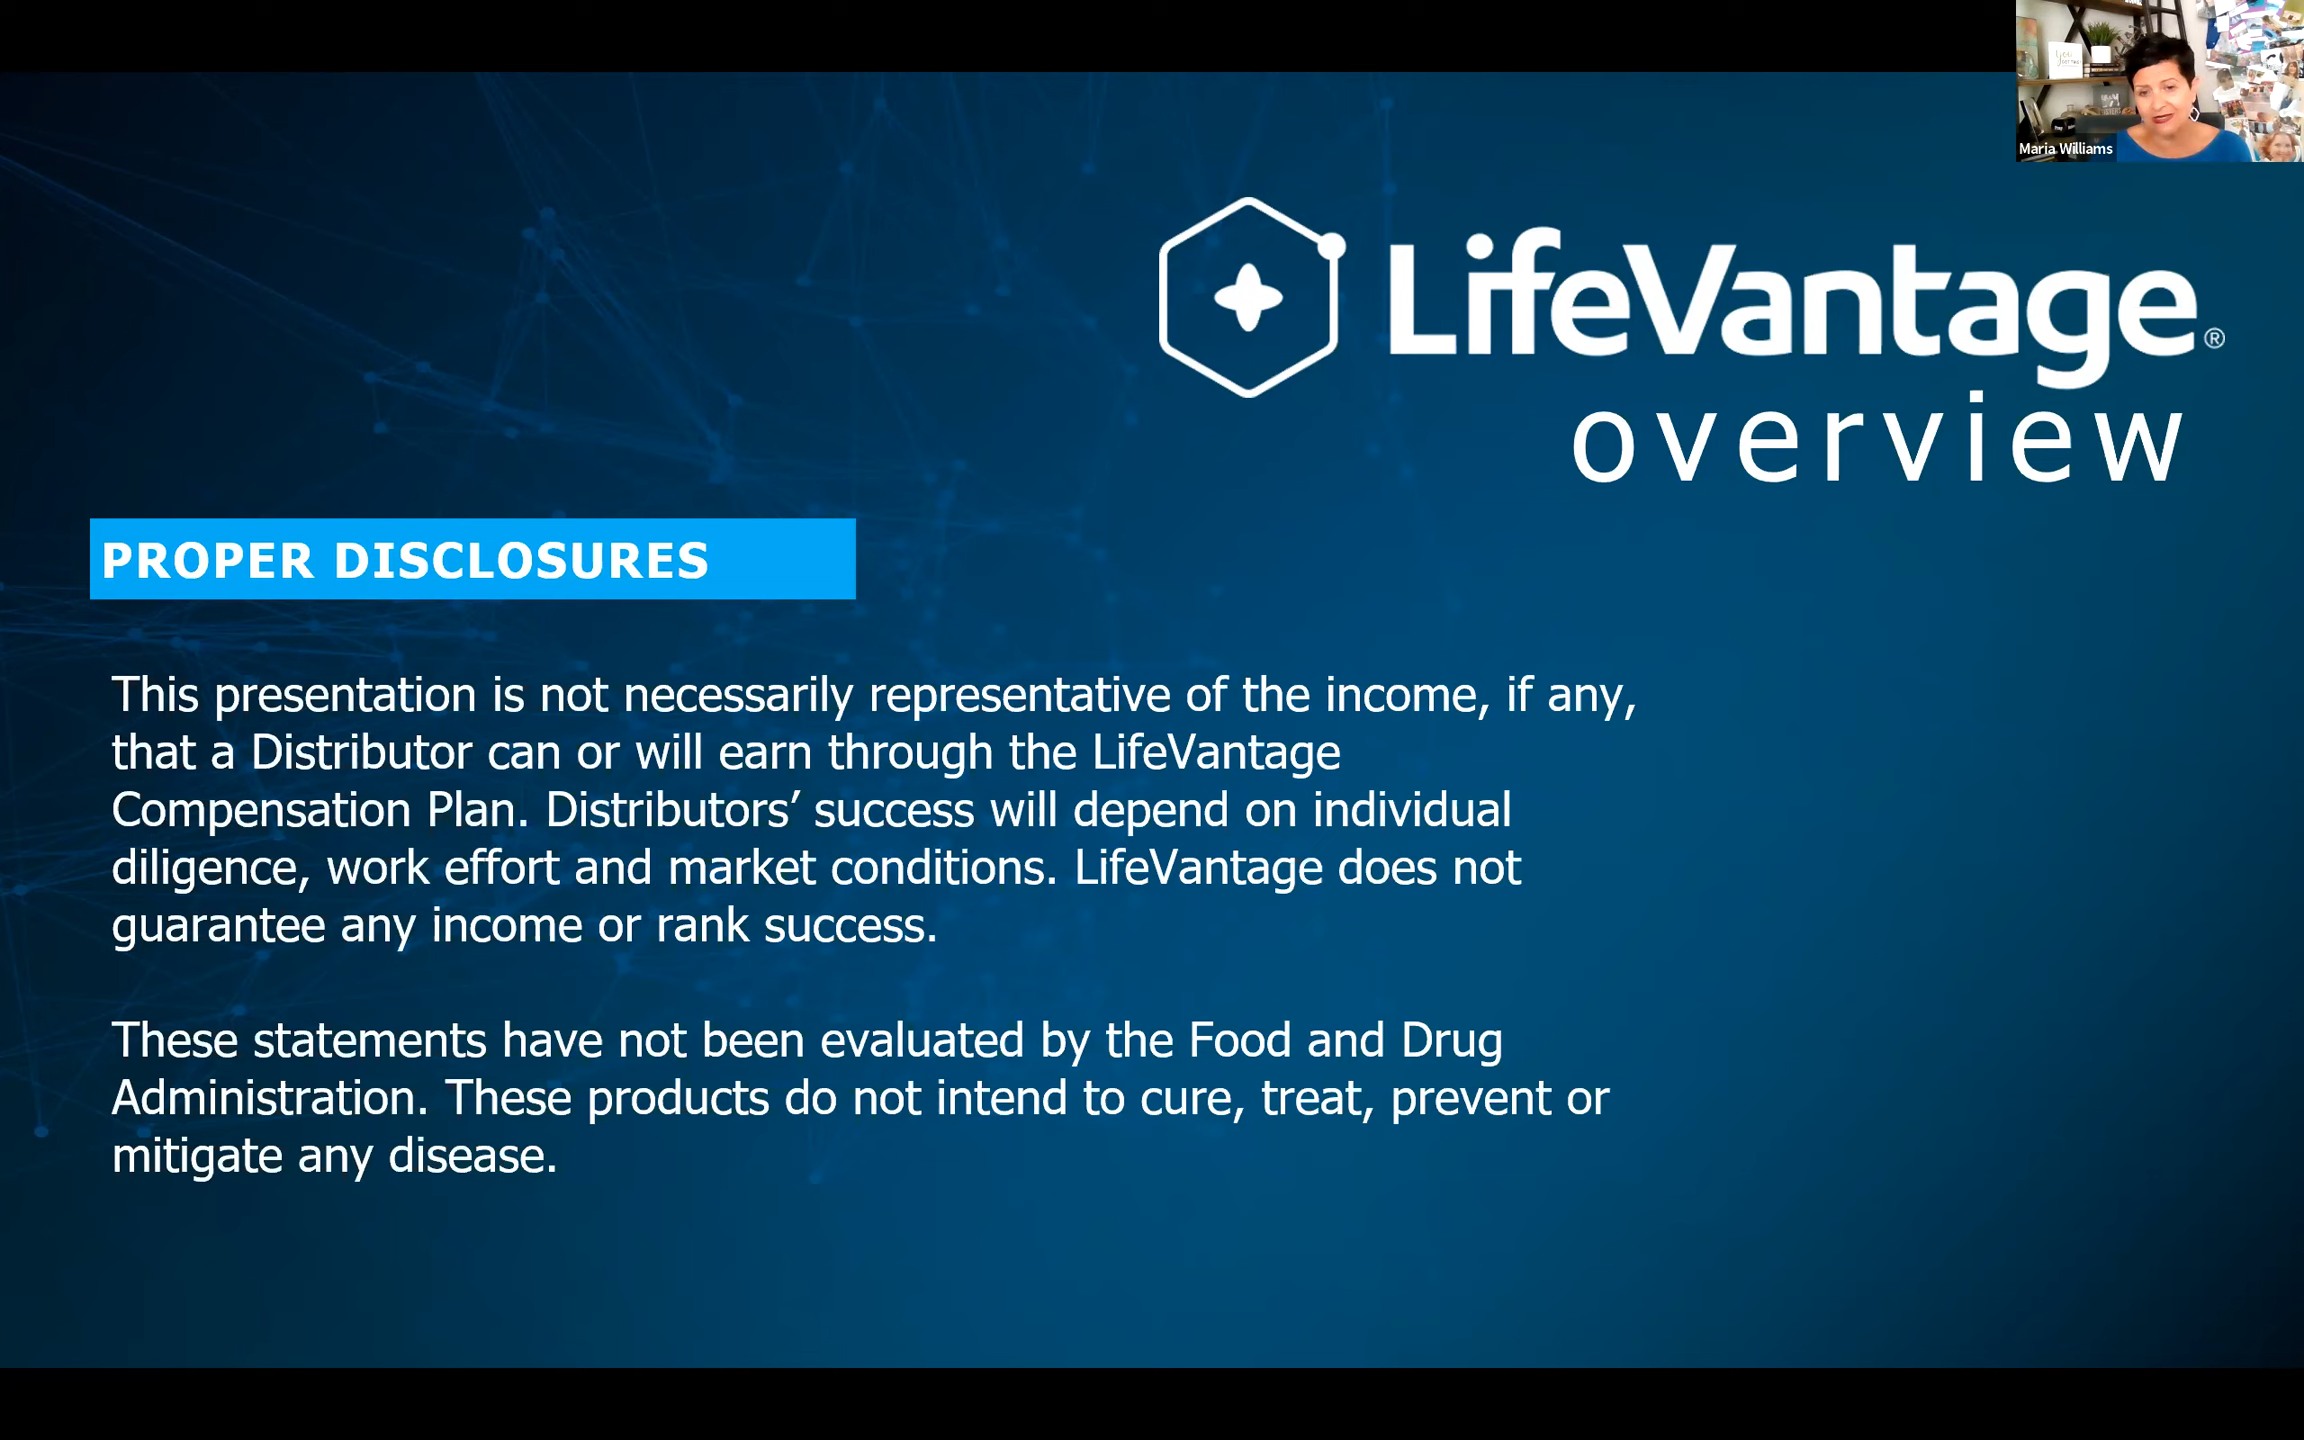 Maria Williams
LifeVantage®
overview
PROPER DISCLOSURES
This presentation is not necessarily representative of the income, if any,
that a Distributor can or will earn through the LifeVantage
Compensation Plan. Distributors’ success will depend on individual
diligence, work effort and market conditions. LifeVantage does not
guarantee any income or rank success.
These statements have not been evaluated by the Food and Drug
Administration. These products do not intend to cure, treat, prevent or
mitigate any disease.